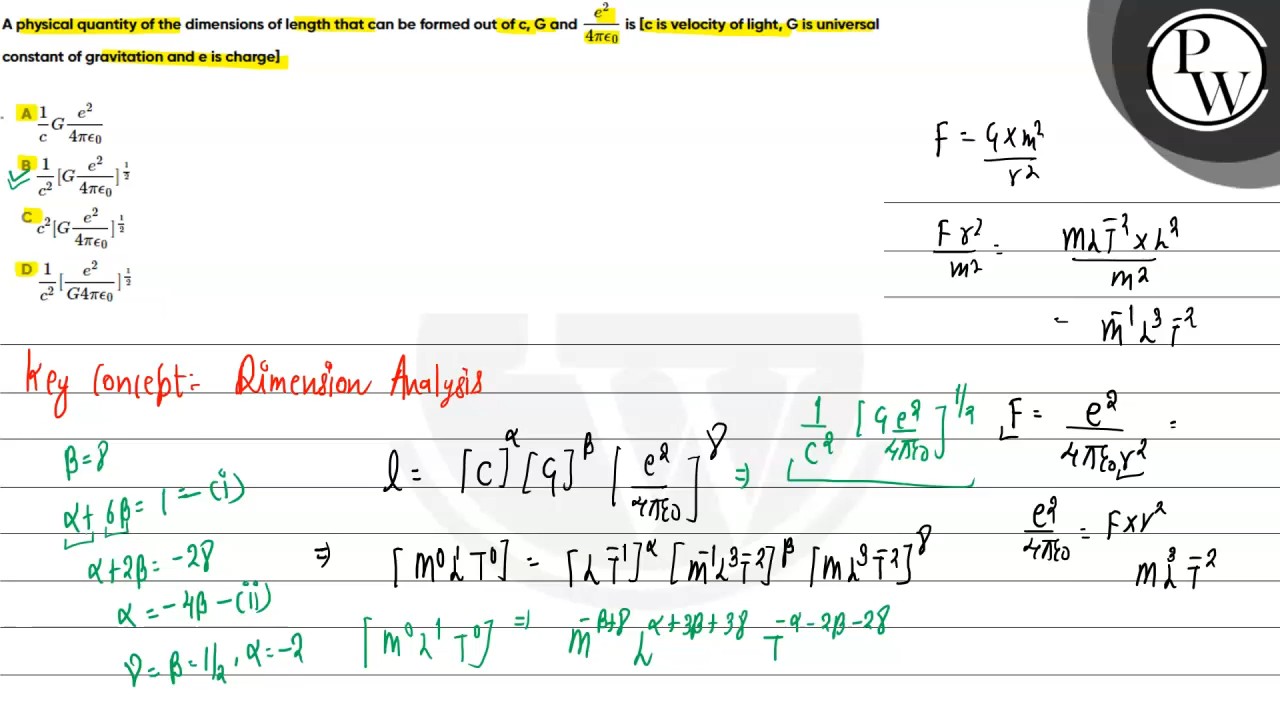 A physical quantity of the dimensions of length that can be formed out of c, G and e²/4πϵ₀ is [c is velocity of light, G is universal
constant of gravitation and e is charge]
A 1/c G e²/4πϵ₀
B 1/c² [G e²/4πϵ₀]^½
C c² [G e²/4πϵ₀]^½
D 1/c² [e²/G4πϵ₀]^½
P
W
F = G×m²/r²
Fr²/m² = MLT⁻²×L²/m²
= M⁻¹L³T⁻²
Key Concept:- Dimension Analysis
β=γ
α+6β=1 —(i)
α+2β=-2γ
α=-4β —(ii)
γ=β=1/2, α=-2
l = [C]^α [G]^β [e²/4πε₀]^γ ⇒ 1/c² [Ge²/4πε₀]^1/2
⇒ [M⁰L¹T⁰] = [LT⁻¹]^α [M⁻¹L³T⁻²]^β [ML³T⁻²]^γ
[M⁰L¹T⁰] ⇒ M^-β+γ L^α+3β+3γ T^-α-2β-2γ
F = e²/4πε₀r² =
e²/4πε₀ = F×r²
ML³T⁻²